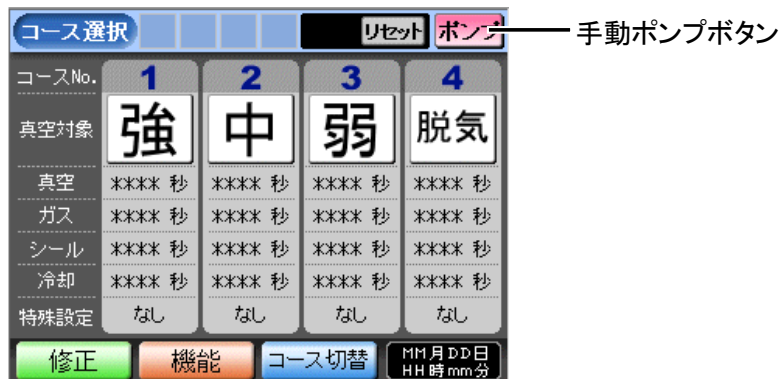 コース選択 リセット ポンプ 手動ポンプボタン
コースNo. 1 2 3 4
真空対象 強 中 弱 脱気
真空 **** 秒 **** 秒 **** 秒 **** 秒
ガス **** 秒 **** 秒 **** 秒 **** 秒
シール **** 秒 **** 秒 **** 秒 **** 秒
冷却 **** 秒 **** 秒 **** 秒 **** 秒
特殊設定 なし なし なし なし
修正 機能 コース切替 MM月DD日
HH時mm分